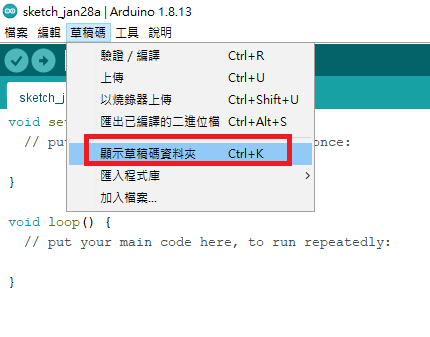 sketch_jan28a | Arduino 1.8.13
檔案 編輯 草稿碼 工具 說明
驗證 / 編譯 Ctrl+R
上傳 Ctrl+U
以燒錄器上傳 Ctrl+Shift+U
匯出已編譯的二進位檔 Ctrl+Alt+S
顯示草稿碼資料夾 Ctrl+K
匯入程式庫
加入檔案...
sketch_j
void se
// pu once:
}
void loop() {
// put your main code here, to run repeatedly:
}